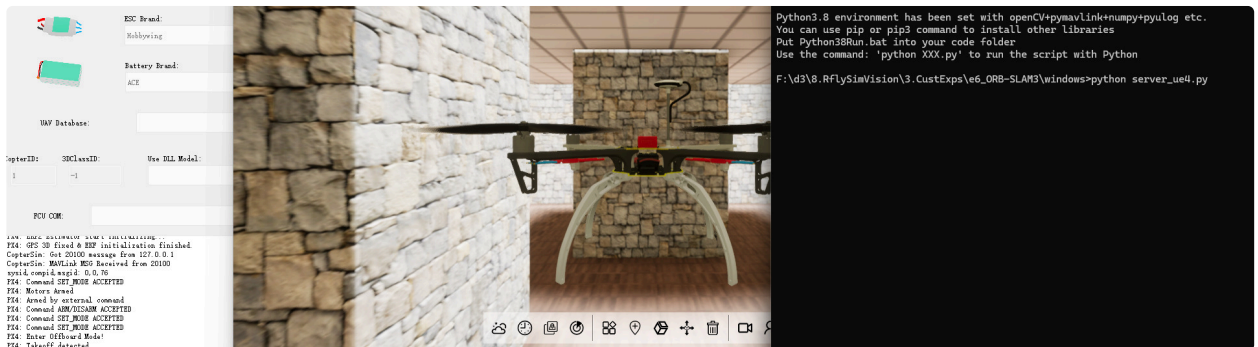 ESC Brand:
Hobbywing
Battery Brand:
ACE
UAV Database:
CopterID:
3DClassID:
Use DLL Model:
1
-1
FCU COM:
PX4: GPS 3D fixed & EKF initialization finished.
CopterSim: Got 20100 message from 127.0.0.1
CopterSim: MAVLink MSG Received from 20100
sysid,compid,msgid: 0,0,76
PX4: Command SET_MODE ACCEPTED
PX4: Motors Armed
PX4: Armed by external command
PX4: Command ARM/DISARM ACCEPTED
PX4: Command SET_MODE ACCEPTED
PX4: Command SET_MODE ACCEPTED
PX4: Enter Offboard Mode!
PX4: Takeoff detected
Python3.8 environment has been set with openCV+pymavlink+numpy+pyulog etc.
You can use pip or pip3 command to install other libraries
Put Python38Run.bat into your code folder
Use the command: 'python XXX.py' to run the script with Python
F:\d3\8.RflySimVision\3.CustExps\e6_ORB-SLAM3\windows>python server_ue4.py